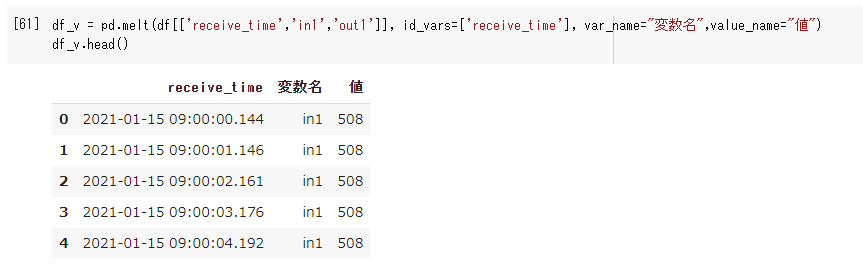 [61] df_v = pd.melt(df[['receive_time','in1','out1']], id_vars=['receive_time'], var_name="変数名",value_name="値")
df_v.head()
receive_time 変数名 値
0 2021-01-15 09:00:00.144 in1 508
1 2021-01-15 09:00:01.146 in1 508
2 2021-01-15 09:00:02.161 in1 508
3 2021-01-15 09:00:03.176 in1 508
4 2021-01-15 09:00:04.192 in1 508